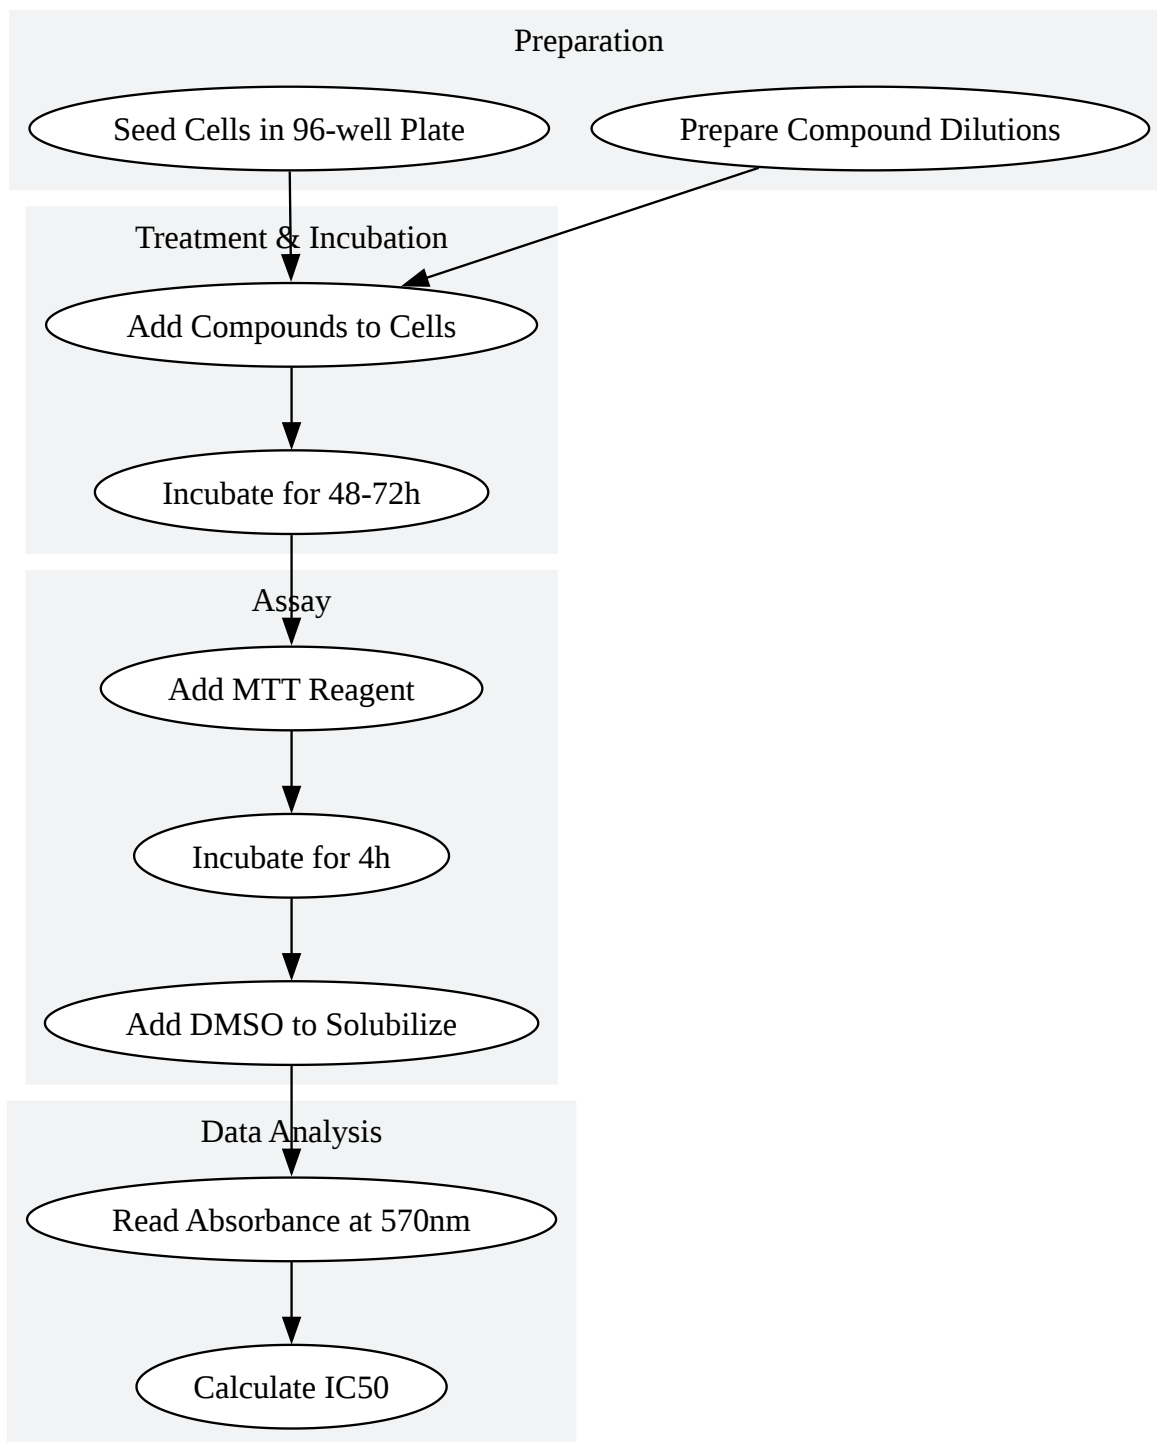 Preparation
Seed Cells in 96-well Plate
Prepare Compound Dilutions
Treatment & Incubation
Add Compounds to Cells
Incubate for 48-72h
Assay
Add MTT Reagent
Incubate for 4h
Add DMSO to Solubilize
Data Analysis
Read Absorbance at 570nm
Calculate IC50